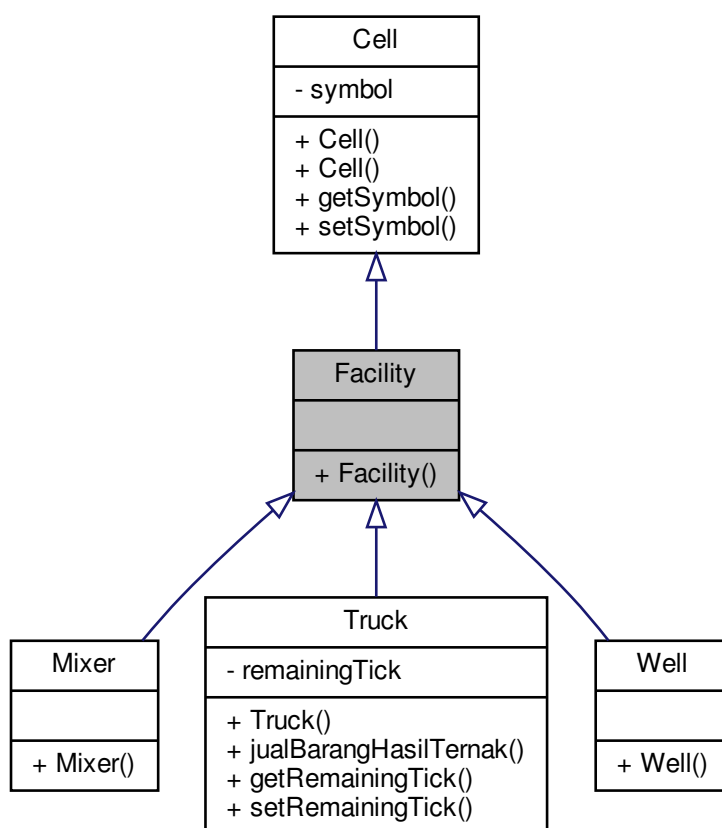 Cell
- symbol
+ Cell()
+ Cell()
+ getSymbol()
+ setSymbol()
Facility
+ Facility()
Mixer
+ Mixer()
Truck
- remainingTick
+ Truck()
+ jualBarangHasilTernak()
+ getRemainingTick()
+ setRemainingTick()
Well
+ Well()